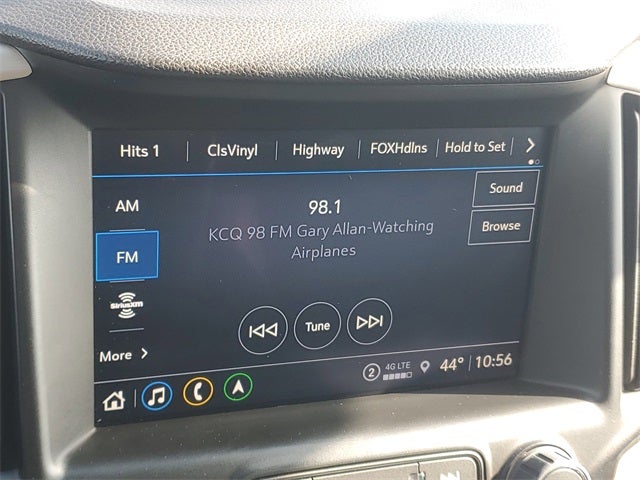 Hits 1 ClsVinyl Highway FOXHdlns Hold to Set
AM
98.1
Sound
KCQ 98 FM Gary Allan-Watching
Airplanes
Browse
FM
SiriusXM
Tune
More
2 4G LTE 44° 10:56